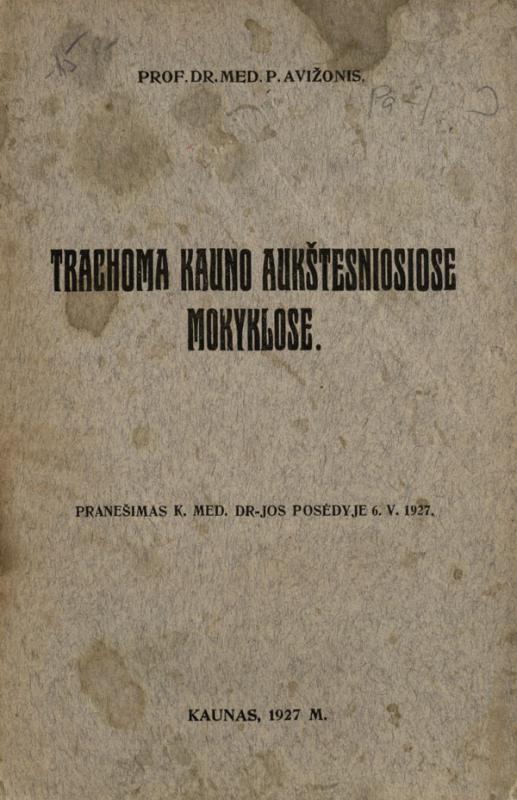 PROF. DR. MED. P. AVIŽONIS.
TRACHOMA KAUNO AUKŠTESNIOSIOSE
MOKYKLOSE.
PRANEŠIMAS K. MED. DR-JOS POSĖDYJE 6. V. 1927.
KAUNAS, 1927 M.